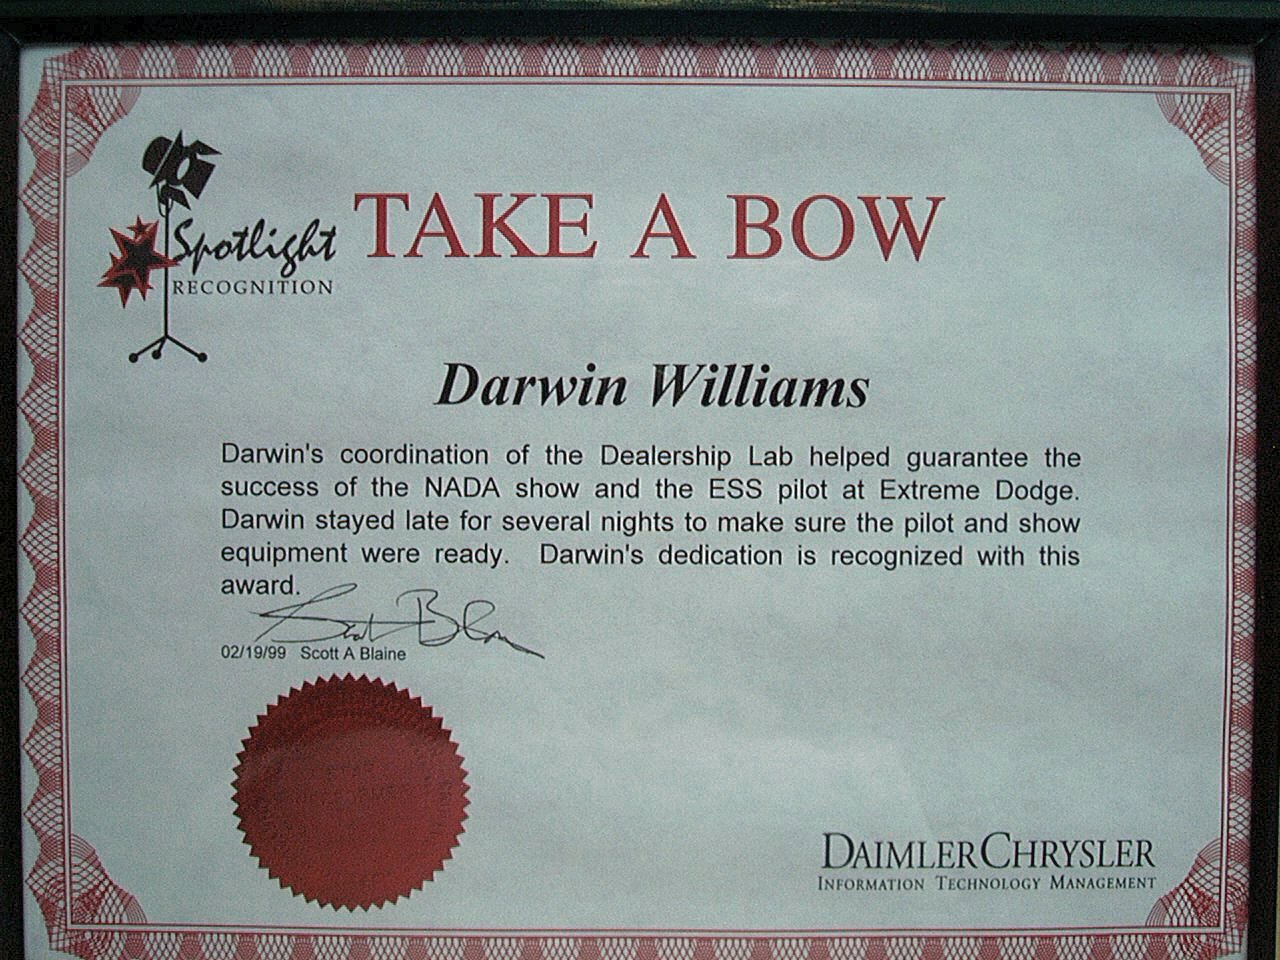 TAKE A BOW
Spotlight
RECOGNITION
Darwin Williams
Darwin's coordination of the Dealership Lab helped guarantee the
success of the NADA show and the ESS pilot at Extreme Dodge.
Darwin stayed late for several nights to make sure the pilot and show
equipment were ready. Darwin's dedication is recognized with this
award.
Scott Blaine
02/19/99 Scott A Blaine
DAIMLERCHRYSLER
INFORMATION TECHNOLOGY MANAGEMENT